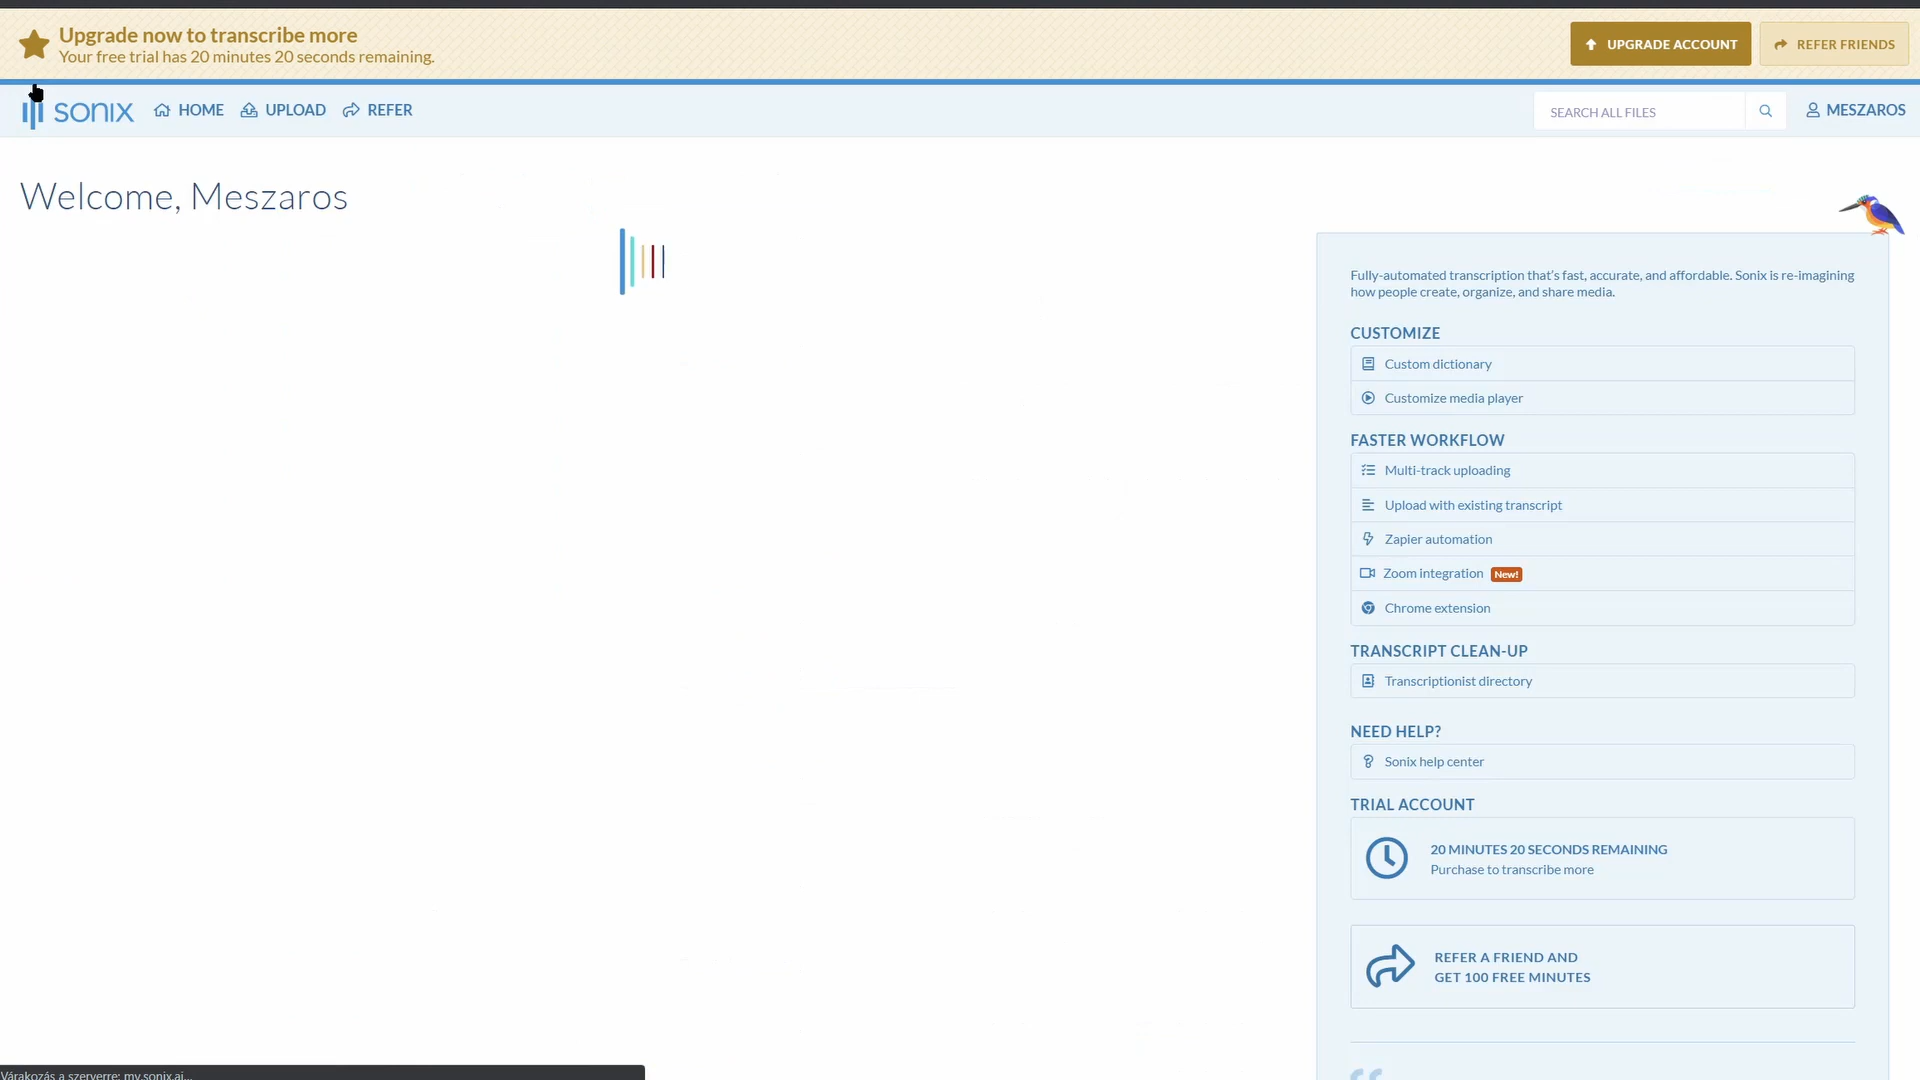 Upgrade now to transcribe more
Your free trial has 20 minutes 20 seconds remaining.
UPGRADE ACCOUNT
REFER FRIENDS
sonix
HOME
UPLOAD
REFER
SEARCH ALL FILES
MESZAROS
Welcome, Meszaros
Fully-automated transcription that's fast, accurate, and affordable. Sonix is re-imagining
how people create, organize, and share media.
CUSTOMIZE
Custom dictionary
Customize media player
FASTER WORKFLOW
Multi-track uploading
Upload with existing transcript
Zapier automation
Zoom integration New!
Chrome extension
TRANSCRIPT CLEAN-UP
Transcriptionist directory
NEED HELP?
Sonix help center
TRIAL ACCOUNT
20 MINUTES 20 SECONDS REMAINING
Purchase to transcribe more
REFER A FRIEND AND
GET 100 FREE MINUTES
Várakozás a szerverre: my.sonix.ai...